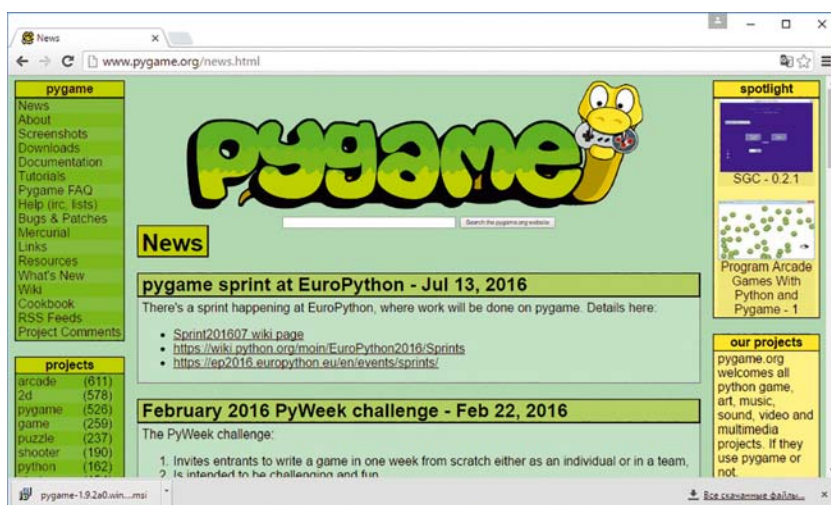 News
www.pygame.org/news.html
pygame
News
About
Screenshots
Downloads
Documentation
Tutorials
Pygame FAQ
Help (irc, lists)
Bugs & Patches
Mercurial
Links
Resources
What's New
Wiki
Cookbook
RSS Feeds
Project Comments
projects
arcade (611)
2d (578)
pygame (526)
game (259)
puzzle (237)
shooter (190)
python (162)
pygame
Search the pygame.org website
News
pygame sprint at EuroPython - Jul 13, 2016
There's a sprint happening at EuroPython, where work will be done on pygame. Details here:
Sprint201607 wiki page
https://wiki.python.org/moin/EuroPython2016/Sprints
https://ep2016.europython.eu/en/events/sprints/
February 2016 PyWeek challenge - Feb 22, 2016
The PyWeek challenge:
1. Invites entrants to write a game in one week from scratch either as an individual or in a team,
2. Is intended to be challenging and fun
spotlight
SGC - 0.2.1
Program Arcade
Games With
Python and
Pygame - 1
our projects
pygame.org
welcomes all
python game,
art, music,
sound, video and
multimedia
projects. If they
use pygame or
not.
pygame-1.9.2a0.win....msi
Все скачанные файлы...